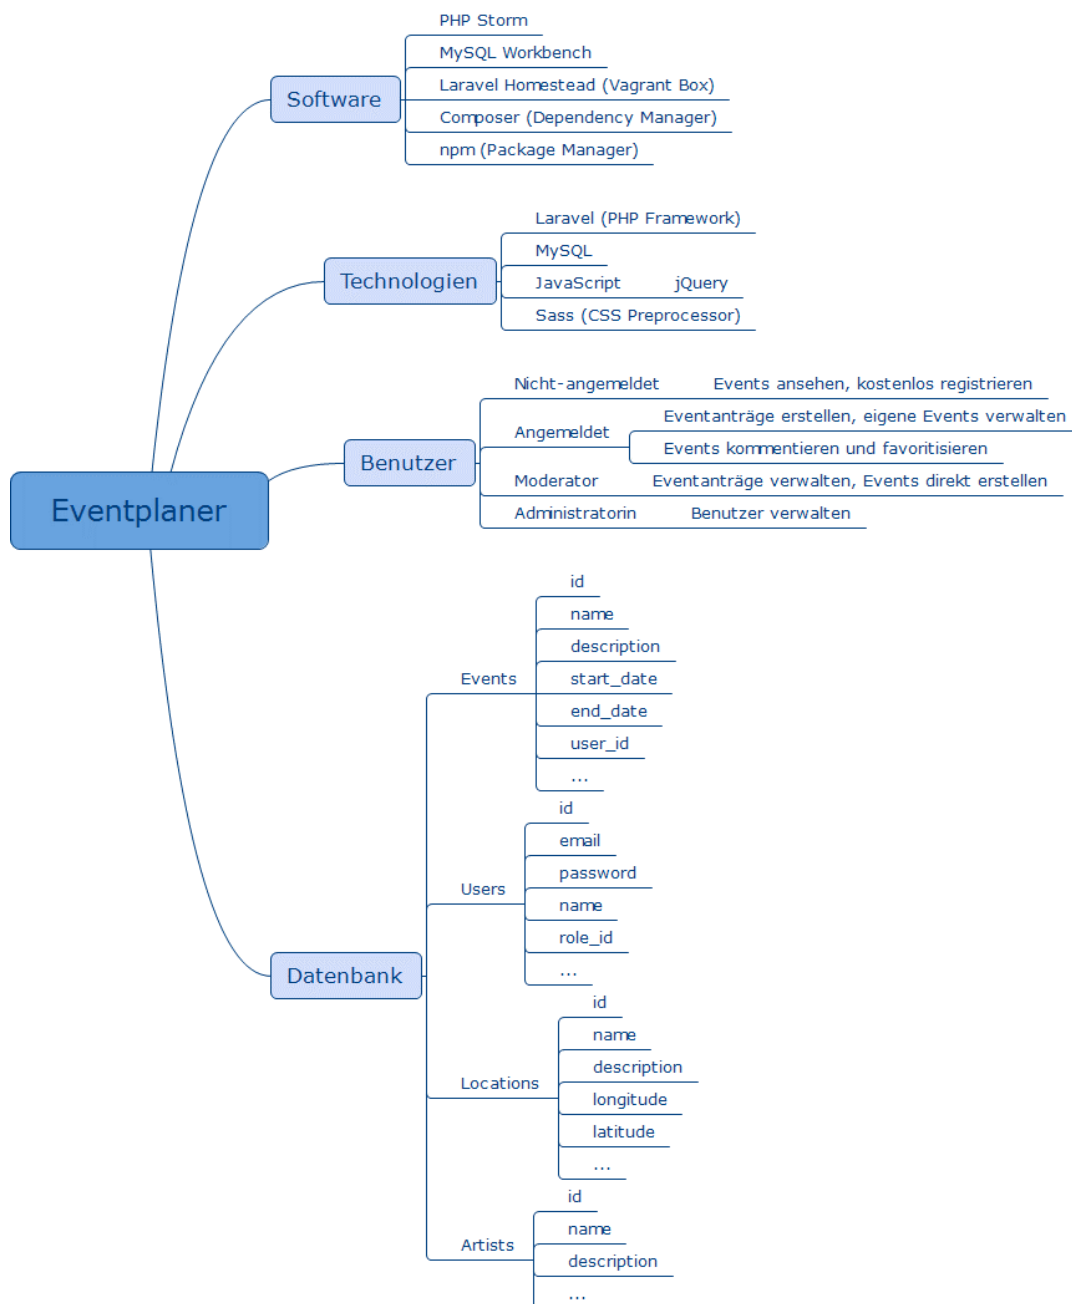 Eventplaner
Software
PHP Storm
MySQL Workbench
Laravel Homestead (Vagrant Box)
Composer (Dependency Manager)
npm (Package Manager)
Technologien
Laravel (PHP Framework)
MySQL
JavaScript jQuery
Sass (CSS Preprocessor)
Benutzer
Nicht-angemeldet Events ansehen, kostenlos registrieren
Angemeldet
Eventanträge erstellen, eigene Events verwalten
Events kommentieren und favoritisieren
Moderator Eventanträge verwalten, Events direkt erstellen
Administratorin Benutzer verwalten
Datenbank
Events
id
name
description
start_date
end_date
user_id
...
Users
id
email
password
name
role_id
...
Locations
id
name
description
longitude
latitude
...
Artists
id
name
description
...